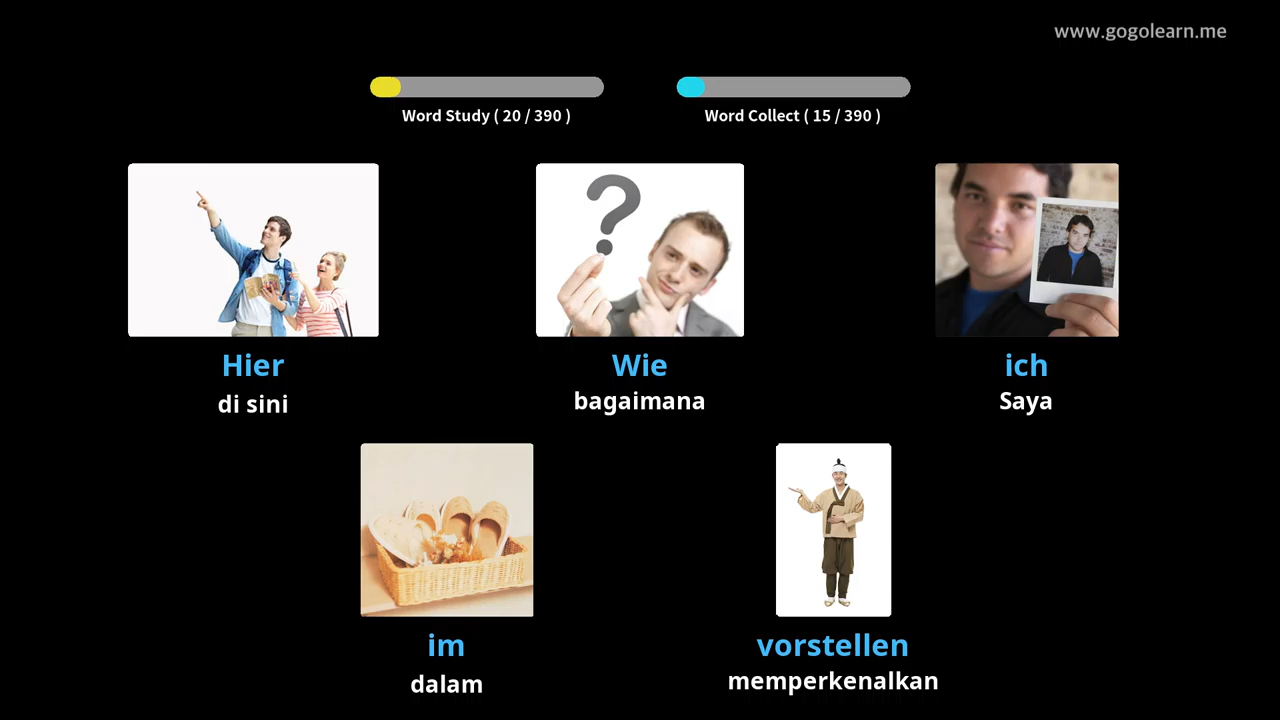 www.gogolearn.me
Word Study ( 20 / 390 )
Word Collect ( 15 / 390 )
?
Hier
di sini
Wie
bagaimana
ich
Saya
im
dalam
vorstellen
memperkenalkan